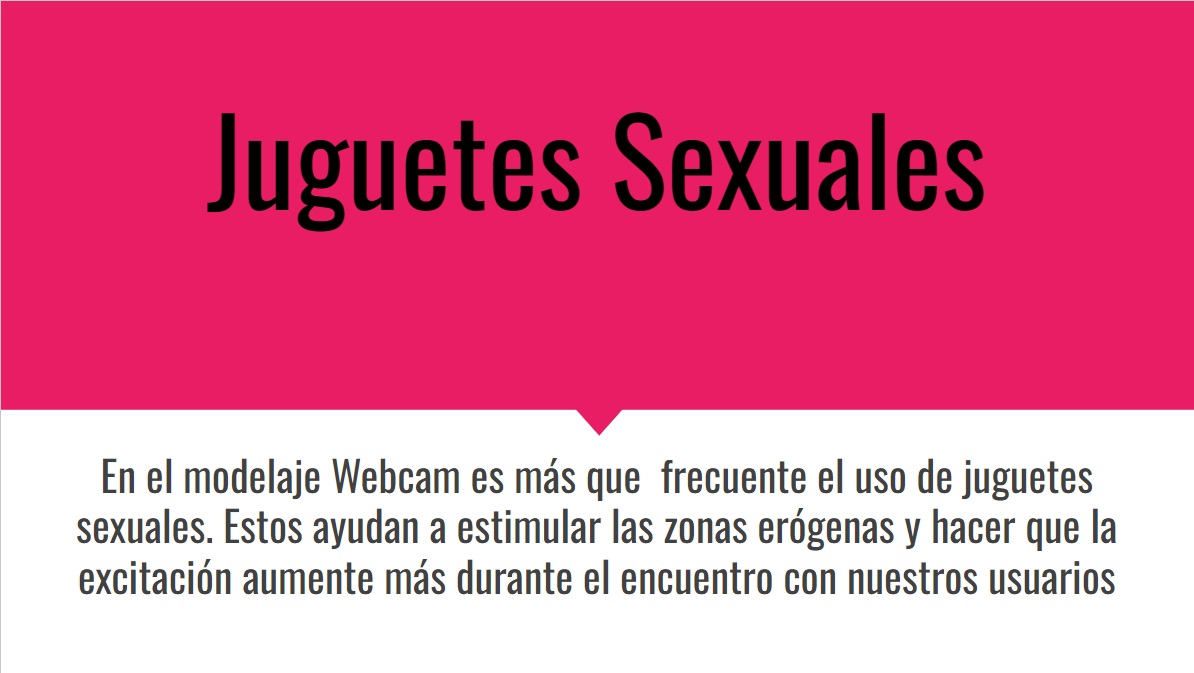 Juguetes Sexuales
En el modelaje Webcam es más que  frecuente el uso de juguetes
sexuales. Estos ayudan a estimular las zonas erógenas y hacer que la
excitación aumente más durante el encuentro con nuestros usuarios